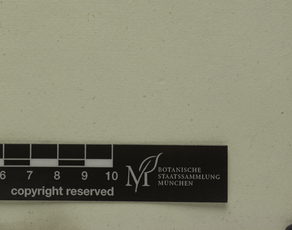 6 7 8 9 10
copyright reserved
M
BOTANISCHE
STAATSSAMMLUNG
MÜNCHEN